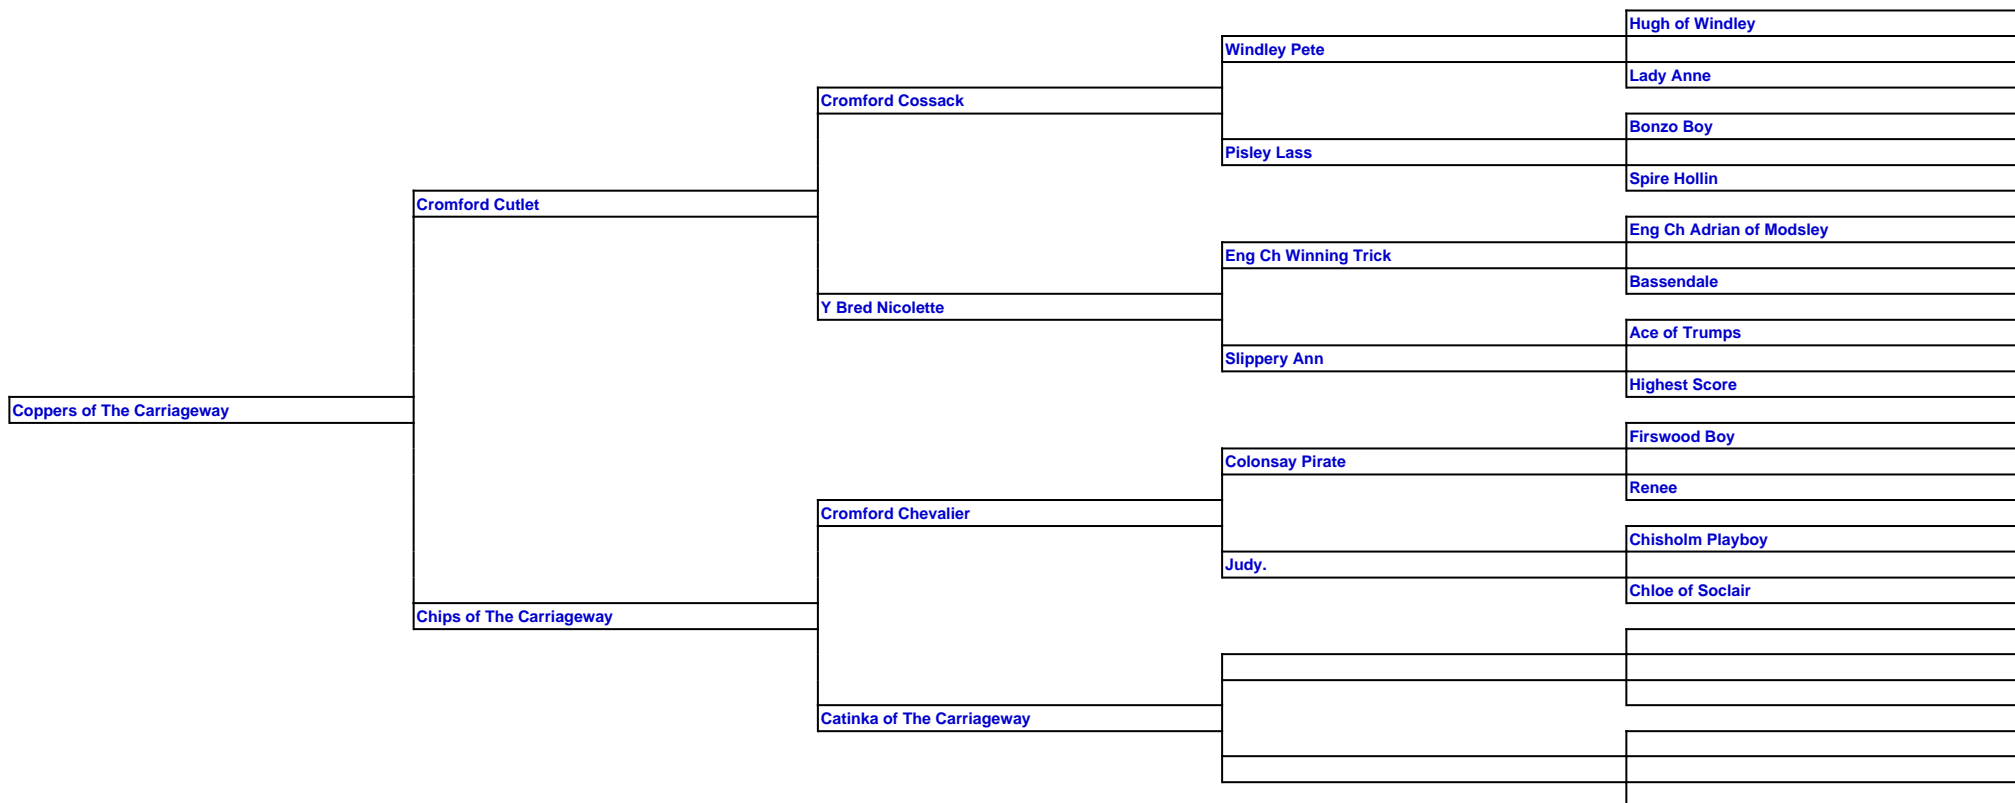 Hugh of Windley
Windley Pete
Lady Anne
Cromford Cossack
Bonzo Boy
Pisley Lass
Spire Hollin
Cromford Cutlet
Eng Ch Adrian of Modsley
Eng Ch Winning Trick
Bassendale
Y Bred Nicolette
Ace of Trumps
Slippery Ann
Highest Score
Coppers of The Carriageway
Firswood Boy
Colonsay Pirate
Renee
Cromford Chevalier
Chisholm Playboy
Judy.
Chloe of Soclair
Chips of The Carriageway
Catinka of The Carriageway